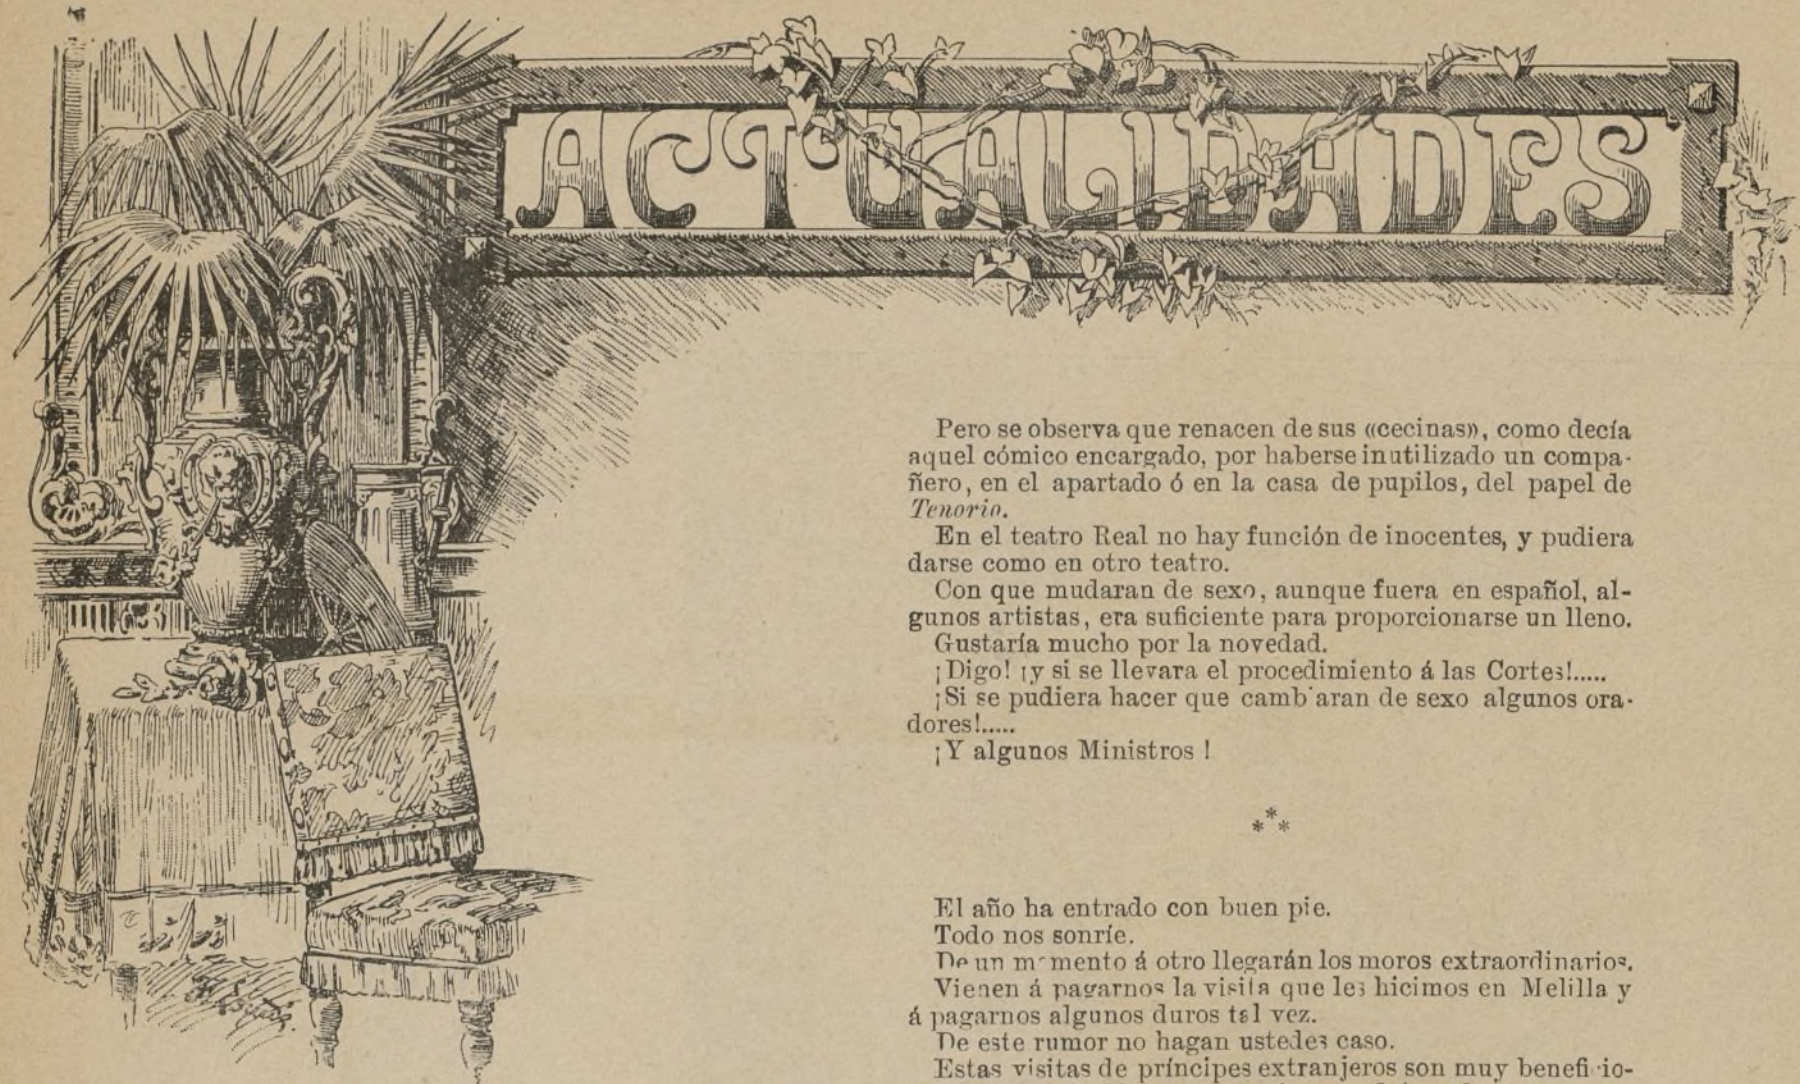 ACTUALIDADES
Pero se observa que renacen de sus «cecinas», como decía
aquel cómico encargado, por haberse inutilizado un compa-
ñero, en el apartado ó en la casa de pupilos, del papel de
Tenorio.
En el teatro Real no hay función de inocentes, y pudiera
darse como en otro teatro.
Con que mudaran de sexo, aunque fuera en español, al-
gunos artistas, era suficiente para proporcionarse un lleno.
Gustaría mucho por la novedad.
¡Digo! ¡y si se llevara el procedimiento á las Cortes!.....
¡Si se pudiera hacer que cambiaran de sexo algunos ora-
dores!.....
¡Y algunos Ministros!
***
El año ha entrado con buen pie.
Todo nos sonríe.
De un momento á otro llegarán los moros extraordinarios.
Vienen á pagarnos la visita que les hicimos en Melilla y
á pagarnos algunos duros tal vez.
De este rumor no hagan ustedes caso.
Estas visitas de príncipes extranjeros son muy beneficio-